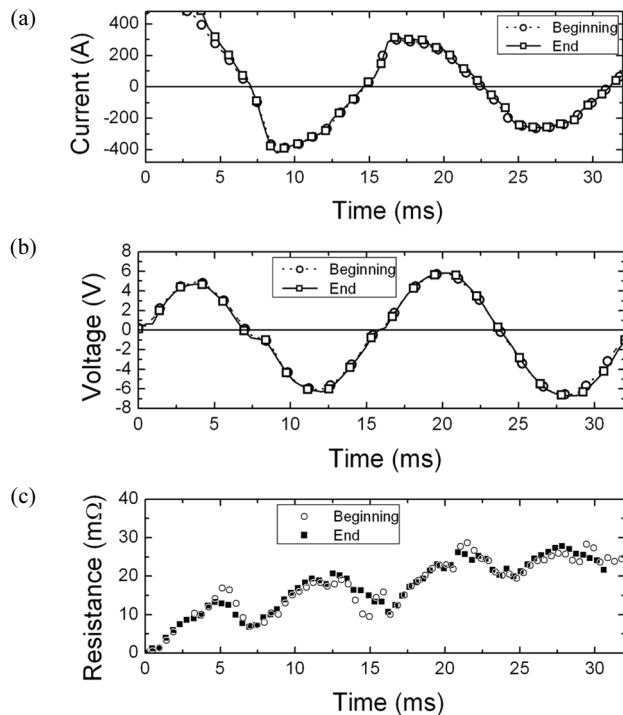 (a)
Current (A)
400
200
0
-200
-400
Beginning
End
0
5
10
15
20
25
30
Time (ms)
(b)
Voltage (V)
8
6
4
2
0
-2
-4
-6
-8
Beginning
End
0
5
10
15
20
25
30
Time (ms)
(c)
Resistance (mΩ)
40
30
20
10
0
Beginning
End
0
5
10
15
20
25
30
Time (ms)